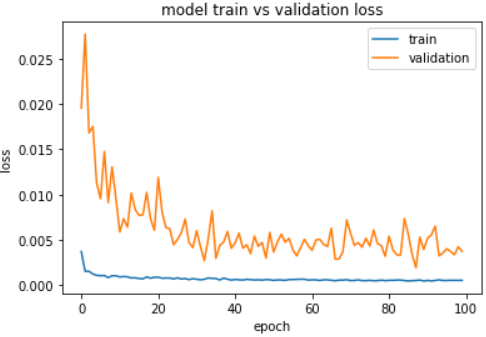 model train vs validation loss
train
validation
loss
0.025
0.020
0.015
0.010
0.005
0.000
0 20 40 60 80 100
epoch